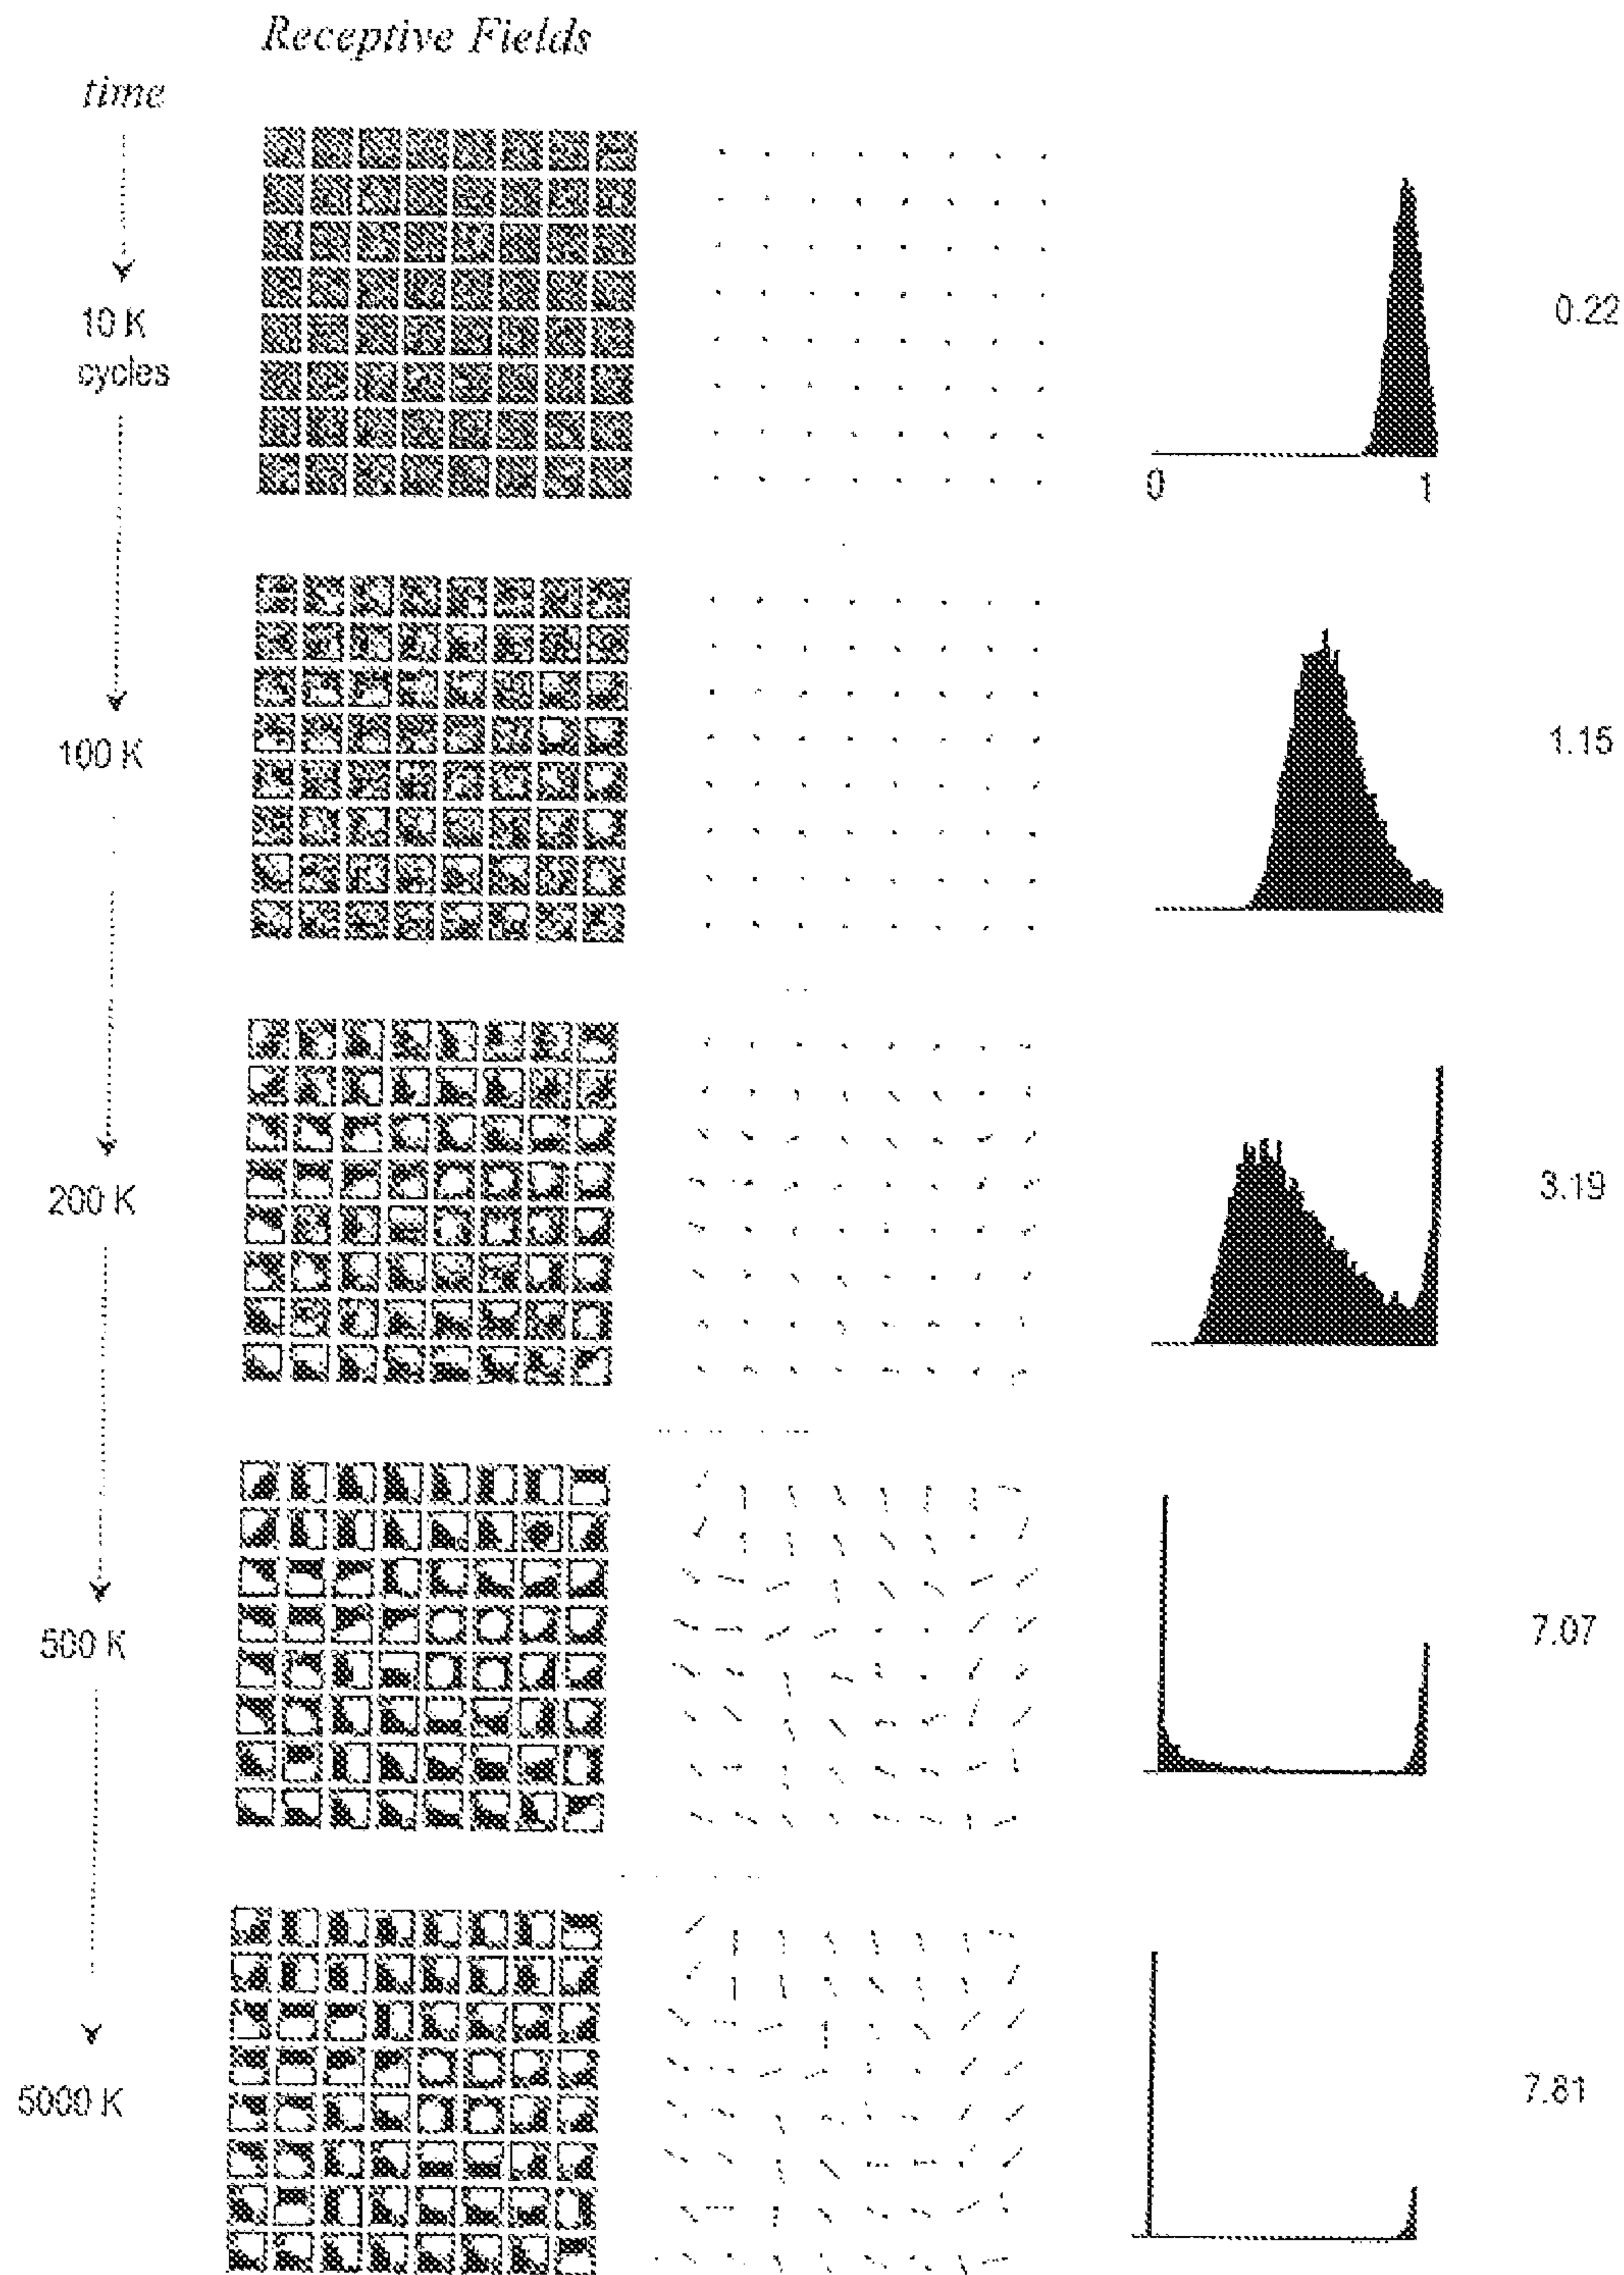 Receptive Fields
time
10 K
cycles
0.22
0 1
100 K
1.15
200 K
3.19
500 K
7.07
5000 K
7.81